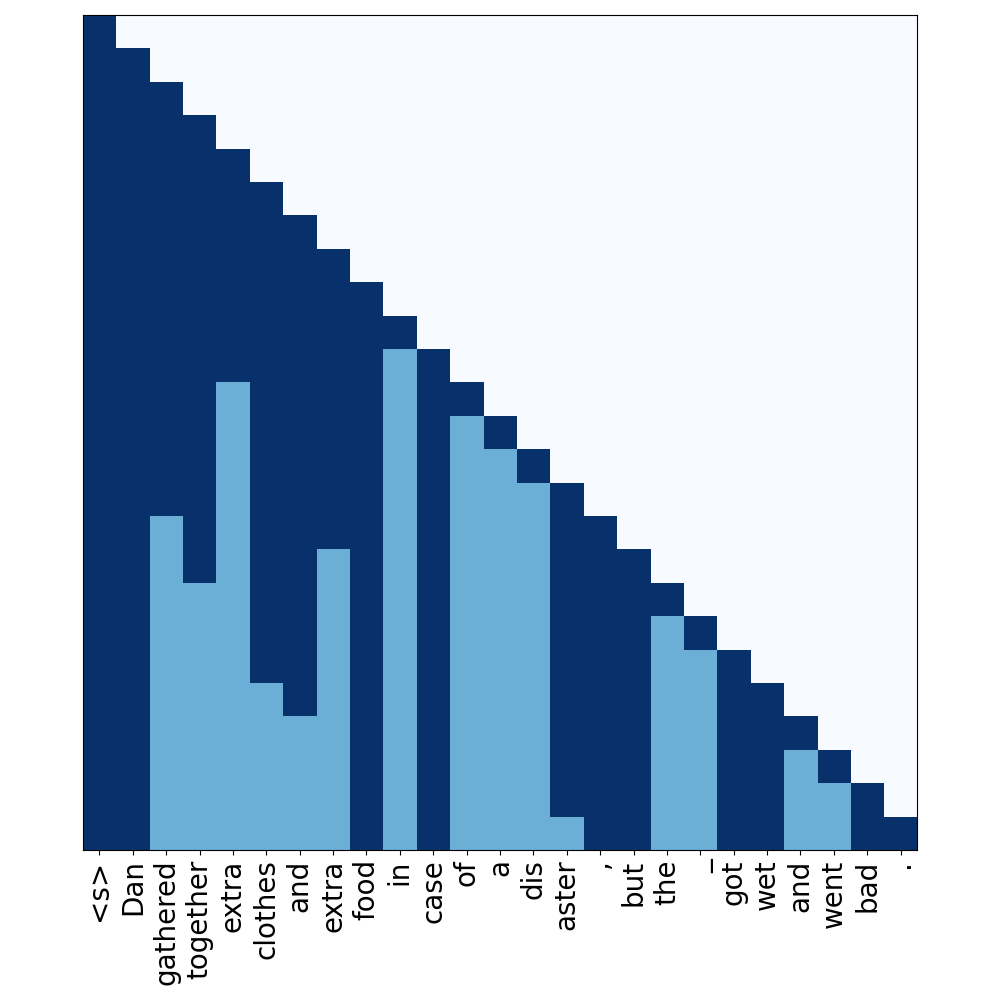 <s>
Dan
gathered
together
extra
clothes
and
extra
food
in
case
of
a
dis
aster
,
but
the
_
got
wet
and
went
bad
.